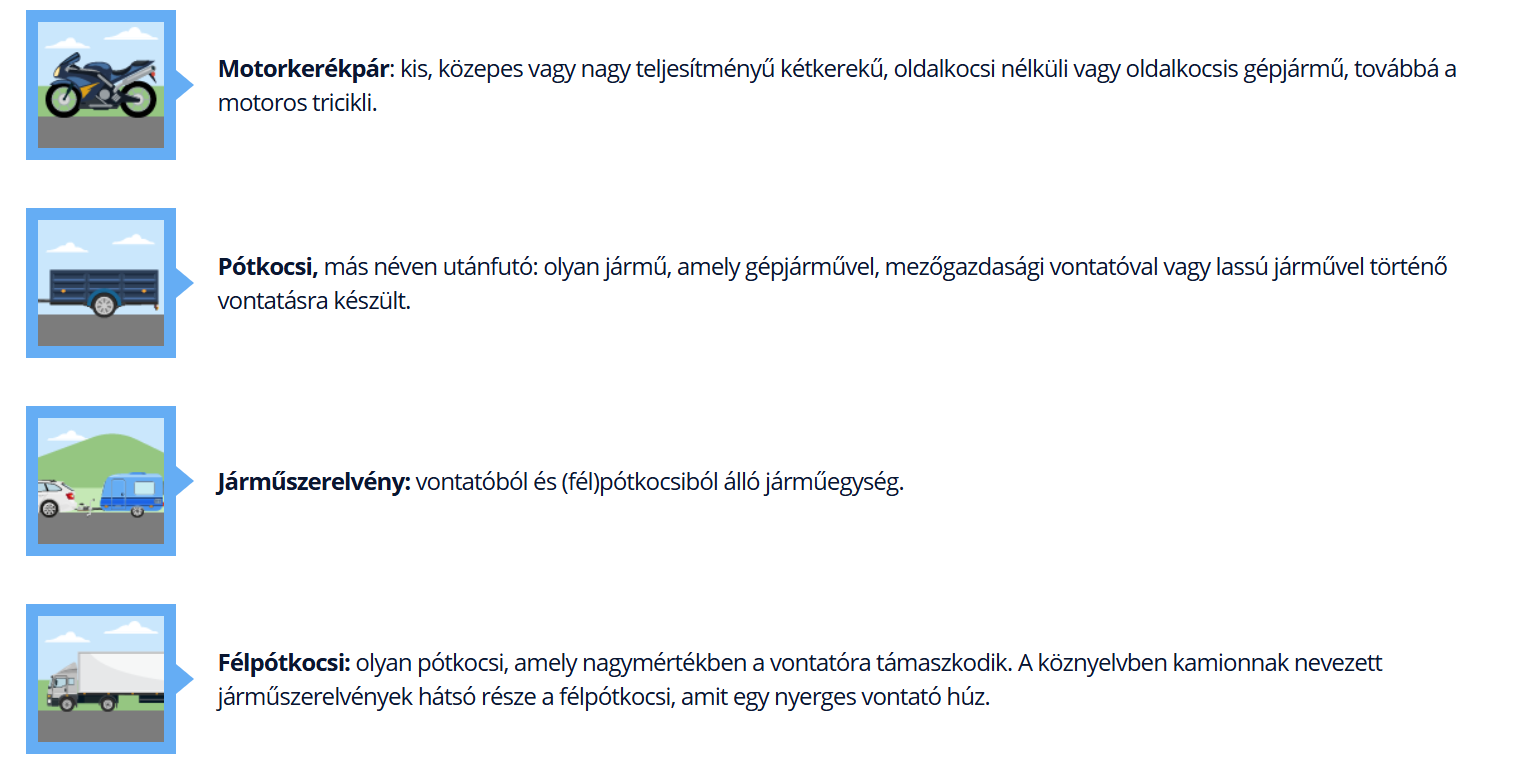 Motorkerékpár: kis, közepes vagy nagy teljesítményű kétkerekű, oldalkocsi nélküli vagy oldalkocsis gépjármű, továbbá a
motoros tricikli.
Pótkocsi, más néven utánfutó: olyan jármű, amely gépjárművel, mezőgazdasági vontatóval vagy lassú járművel történő
vontatásra készült.
Járműszerelvény: vontatóból és (fél)pótkocsiból álló járműegység.
Félpótkocsi: olyan pótkocsi, amely nagymértékben a vontatóra támaszkodik. A köznyelvben kamionnak nevezett
járműszerelvények hátsó része a félpótkocsi, amit egy nyerges vontató húz.